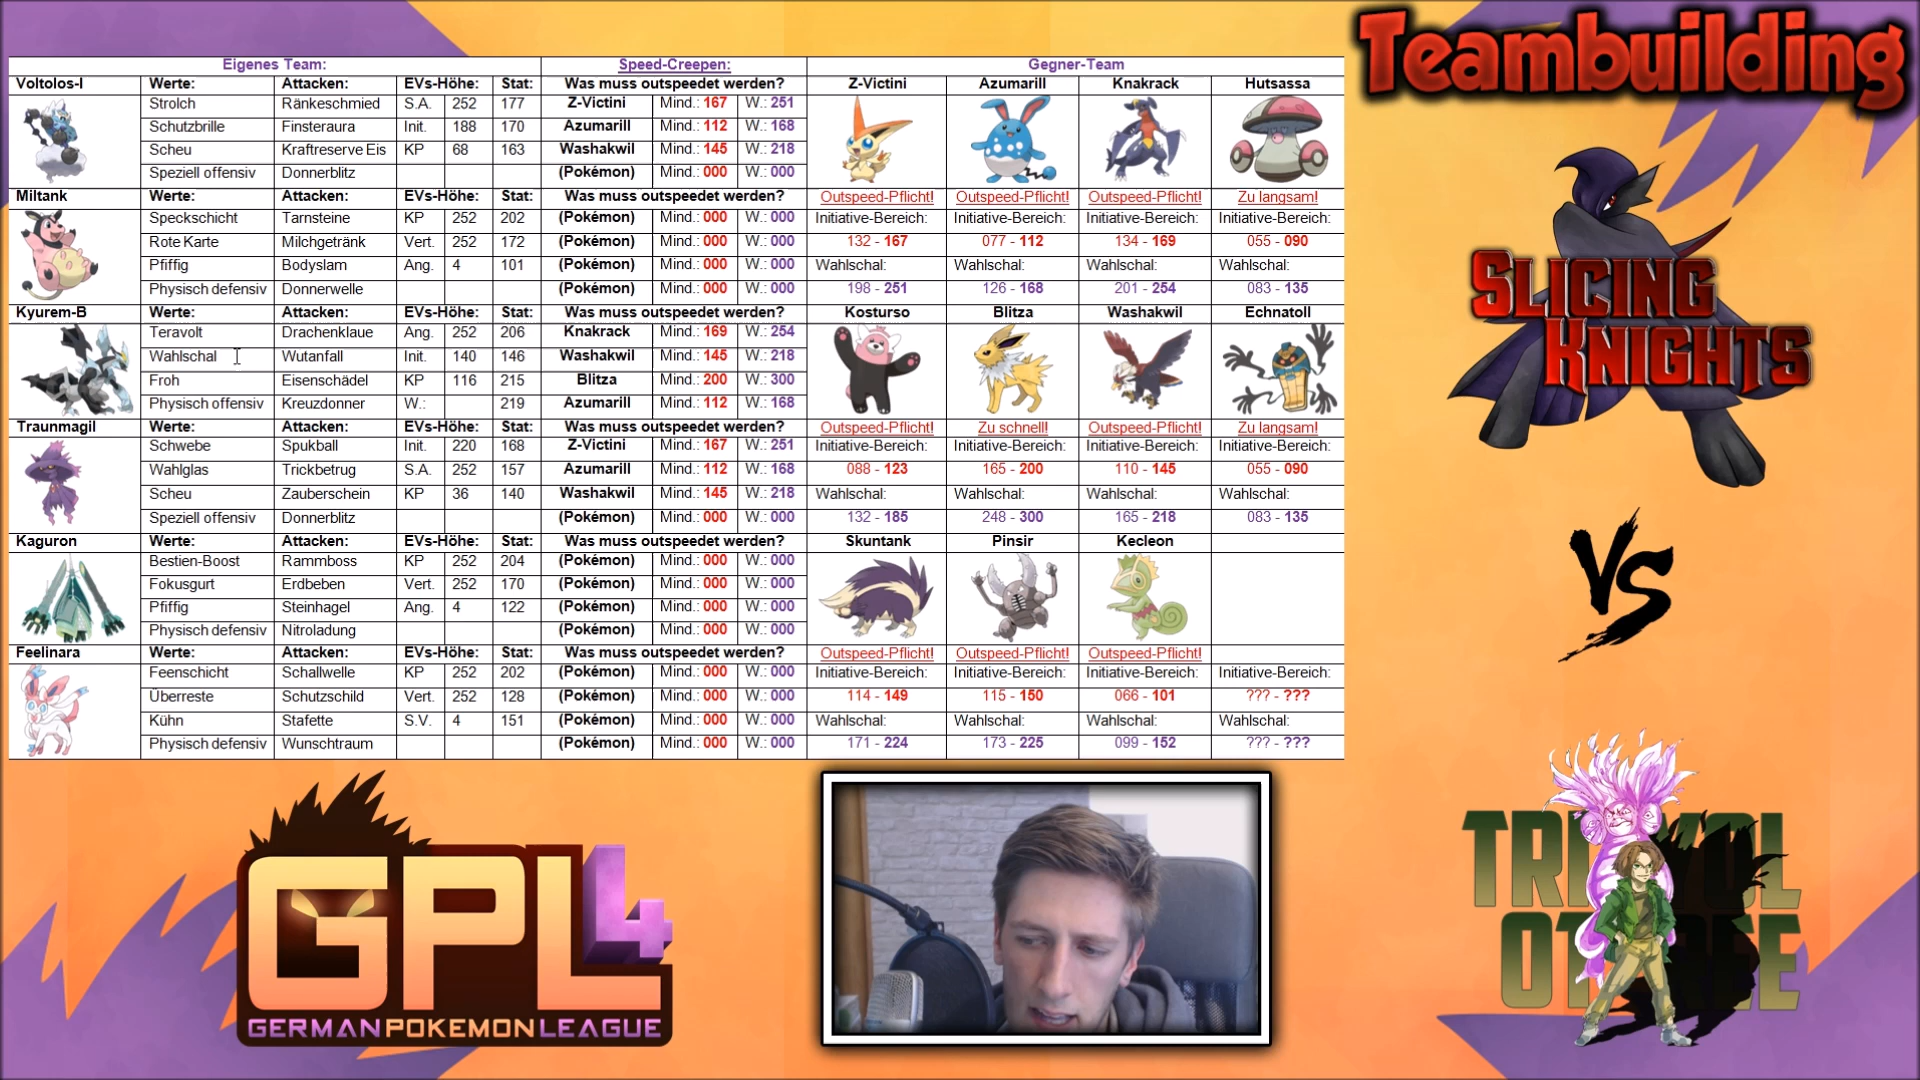 Teambuilding
Eigenes Team: Speed-Creepen: Gegner-Team
Voltolos-I Werte: Attacken: EVs-Höhe: Stat: Was muss outspeedet werden? Z-Victini Azumarill Knakrack Hutsassa
Strolch Ränkeschmied S.A. 252 177 Z-Victini Mind.: 167 W.: 251
Schutzbrille Finsteraura Init. 188 170 Azumarill Mind.: 112 W.: 168
Scheu Kraftreserve Eis KP 68 163 Washakwil Mind.: 145 W.: 218
Speziell offensiv Donnerblitz (Pokémon) Mind.: 000 W.: 000
Miltank Werte: Attacken: EVs-Höhe: Stat: Was muss outspeedet werden? Outspeed-Pflicht! Outspeed-Pflicht! Outspeed-Pflicht! Zu langsam!
Speckschicht Tarnsteine KP 252 202 (Pokémon) Mind.: 000 W.: 000 Initiative-Bereich: Initiative-Bereich: Initiative-Bereich: Initiative-Bereich:
Rote Karte Milchgetränk Vert. 252 172 (Pokémon) Mind.: 000 W.: 000 132 - 167 077 - 112 134 - 169 055 - 090
Pfiffig Bodyslam Ang. 4 101 (Pokémon) Mind.: 000 W.: 000 Wahlschal: Wahlschal: Wahlschal: Wahlschal:
Physisch defensiv Donnerwelle (Pokémon) Mind.: 000 W.: 000 198 - 251 126 - 168 201 - 254 083 - 135
Kyurem-B Werte: Attacken: EVs-Höhe: Stat: Was muss outspeedet werden? Kosturso Blitza Washakwil Echnatoll
Teravolt Drachenklaue Ang. 252 206 Knakrack Mind.: 169 W.: 254
Wahlschal Wutanfall Init. 140 146 Washakwil Mind.: 145 W.: 218
Froh Eisenschädel KP 116 215 Blitza Mind.: 200 W.: 300
Physisch offensiv Kreuzdonner W.: 219 Azumarill Mind.: 112 W.: 168
Traunmagil Werte: Attacken: EVs-Höhe: Stat: Was muss outspeedet werden? Outspeed-Pflicht! Zu schnell! Outspeed-Pflicht! Zu langsam!
Schwebe Spukball Init. 220 168 Z-Victini Mind.: 167 W.: 251 Initiative-Bereich: Initiative-Bereich: Initiative-Bereich: Initiative-Bereich:
Wahlglas Trickbetrug S.A. 252 157 Azumarill Mind.: 112 W.: 168 088 - 123 165 - 200 110 - 145 055 - 090
Scheu Zauberschein KP 36 140 Washakwil Mind.: 145 W.: 218 Wahlschal: Wahlschal: Wahlschal: Wahlschal:
Speziell offensiv Donnerblitz (Pokémon) Mind.: 000 W.: 000 132 - 185 248 - 300 165 - 218 083 - 135
Kaguron Werte: Attacken: EVs-Höhe: Stat: Was muss outspeedet werden? Skuntank Pinsir Kecleon
Bestien-Boost Rammboss KP 252 204 (Pokémon) Mind.: 000 W.: 000
Fokusgurt Erdbeben Vert. 252 170 (Pokémon) Mind.: 000 W.: 000
Pfiffig Steinhagel Ang. 4 122 (Pokémon) Mind.: 000 W.: 000
Physisch defensiv Nitroladung (Pokémon) Mind.: 000 W.: 000
Feelinara Werte: Attacken: EVs-Höhe: Stat: Was muss outspeedet werden? Outspeed-Pflicht! Outspeed-Pflicht! Outspeed-Pflicht!
Feenschicht Schallwelle KP 252 202 (Pokémon) Mind.: 000 W.: 000 Initiative-Bereich: Initiative-Bereich: Initiative-Bereich: Initiative-Bereich:
Überreste Schutzschild Vert. 252 128 (Pokémon) Mind.: 000 W.: 000 114 - 149 115 - 150 066 - 101 ??? - ???
Kühn Stafette S.V. 4 151 (Pokémon) Mind.: 000 W.: 000 Wahlschal: Wahlschal: Wahlschal: Wahlschal:
Physisch defensiv Wunschtraum (Pokémon) Mind.: 000 W.: 000 171 - 224 173 - 225 099 - 152 ??? - ???
SLICING
KNIGHTS
VS
GPL4
GERMANPOKEMONLEAGUE